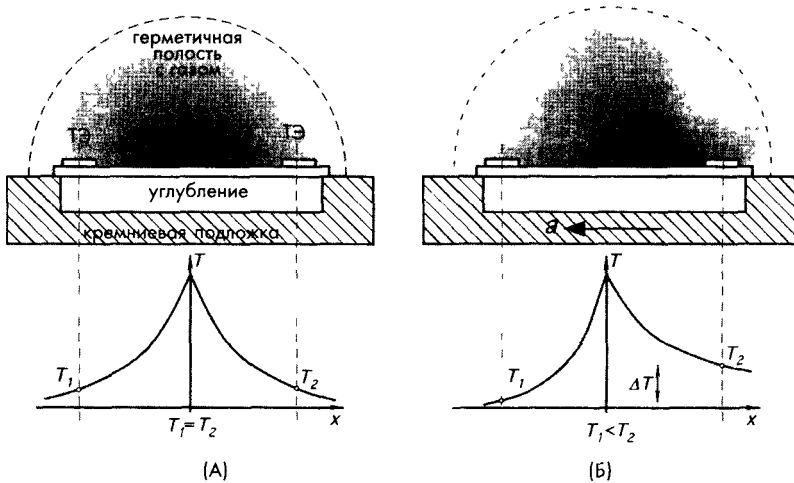 герметичная
полость
с газом
ТЭ
ТЭ
углубление
кремниевая подложка
T
T₁
T₂
x
T₁=T₂
(А)
a
T
T₁
T₂
ΔT
x
T₁<T₂
(Б)